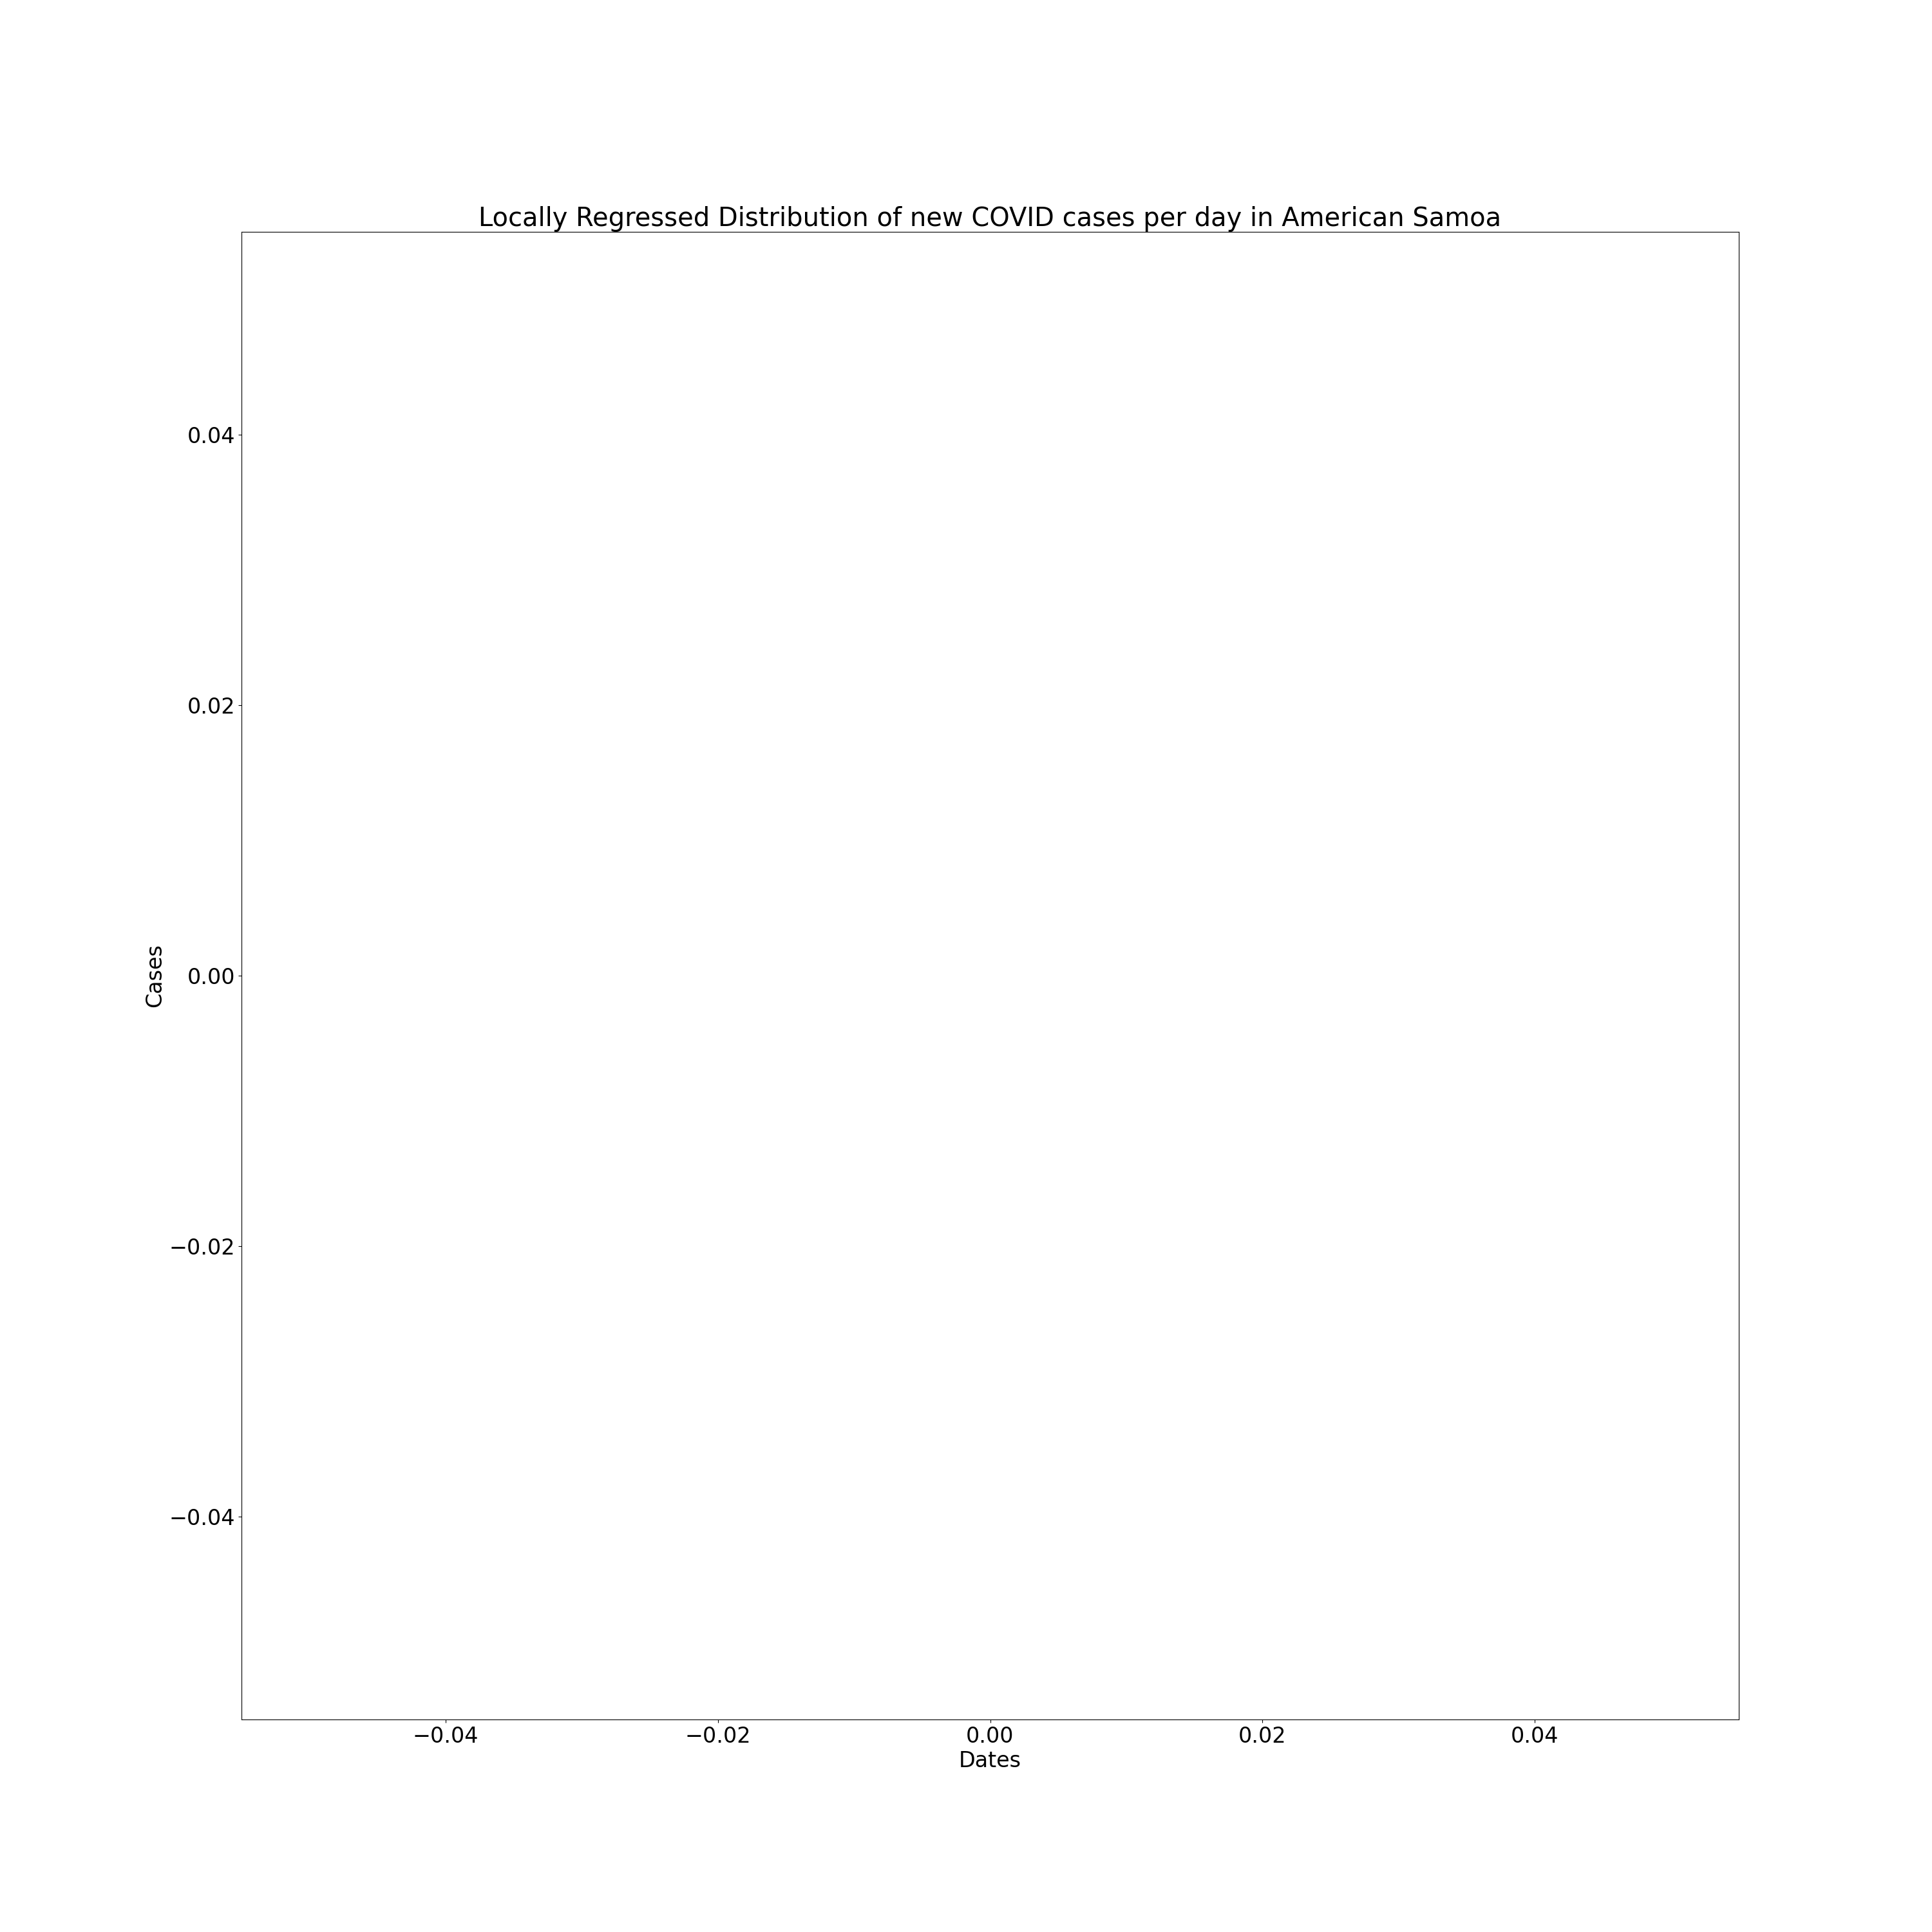 Locally Regressed Distribution of new COVID cases per day in American Samoa
0.04
0.02
0.00
−0.02
−0.04
Cases
−0.04 −0.02 0.00 0.02 0.04
Dates